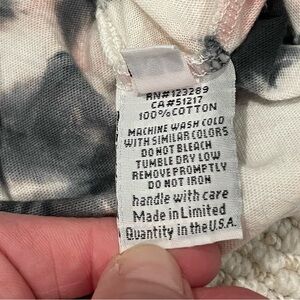 RN#123289
CA#51217
100%COTTON
MACHINE WASH COLD
WITH SIMILAR COLORS
DO NOT BLEACH
TUMBLE DRY LOW
REMOVE PROMPTLY
DO NOT IRON
handle with care
Made in Limited
Quantity in the U.S.A.